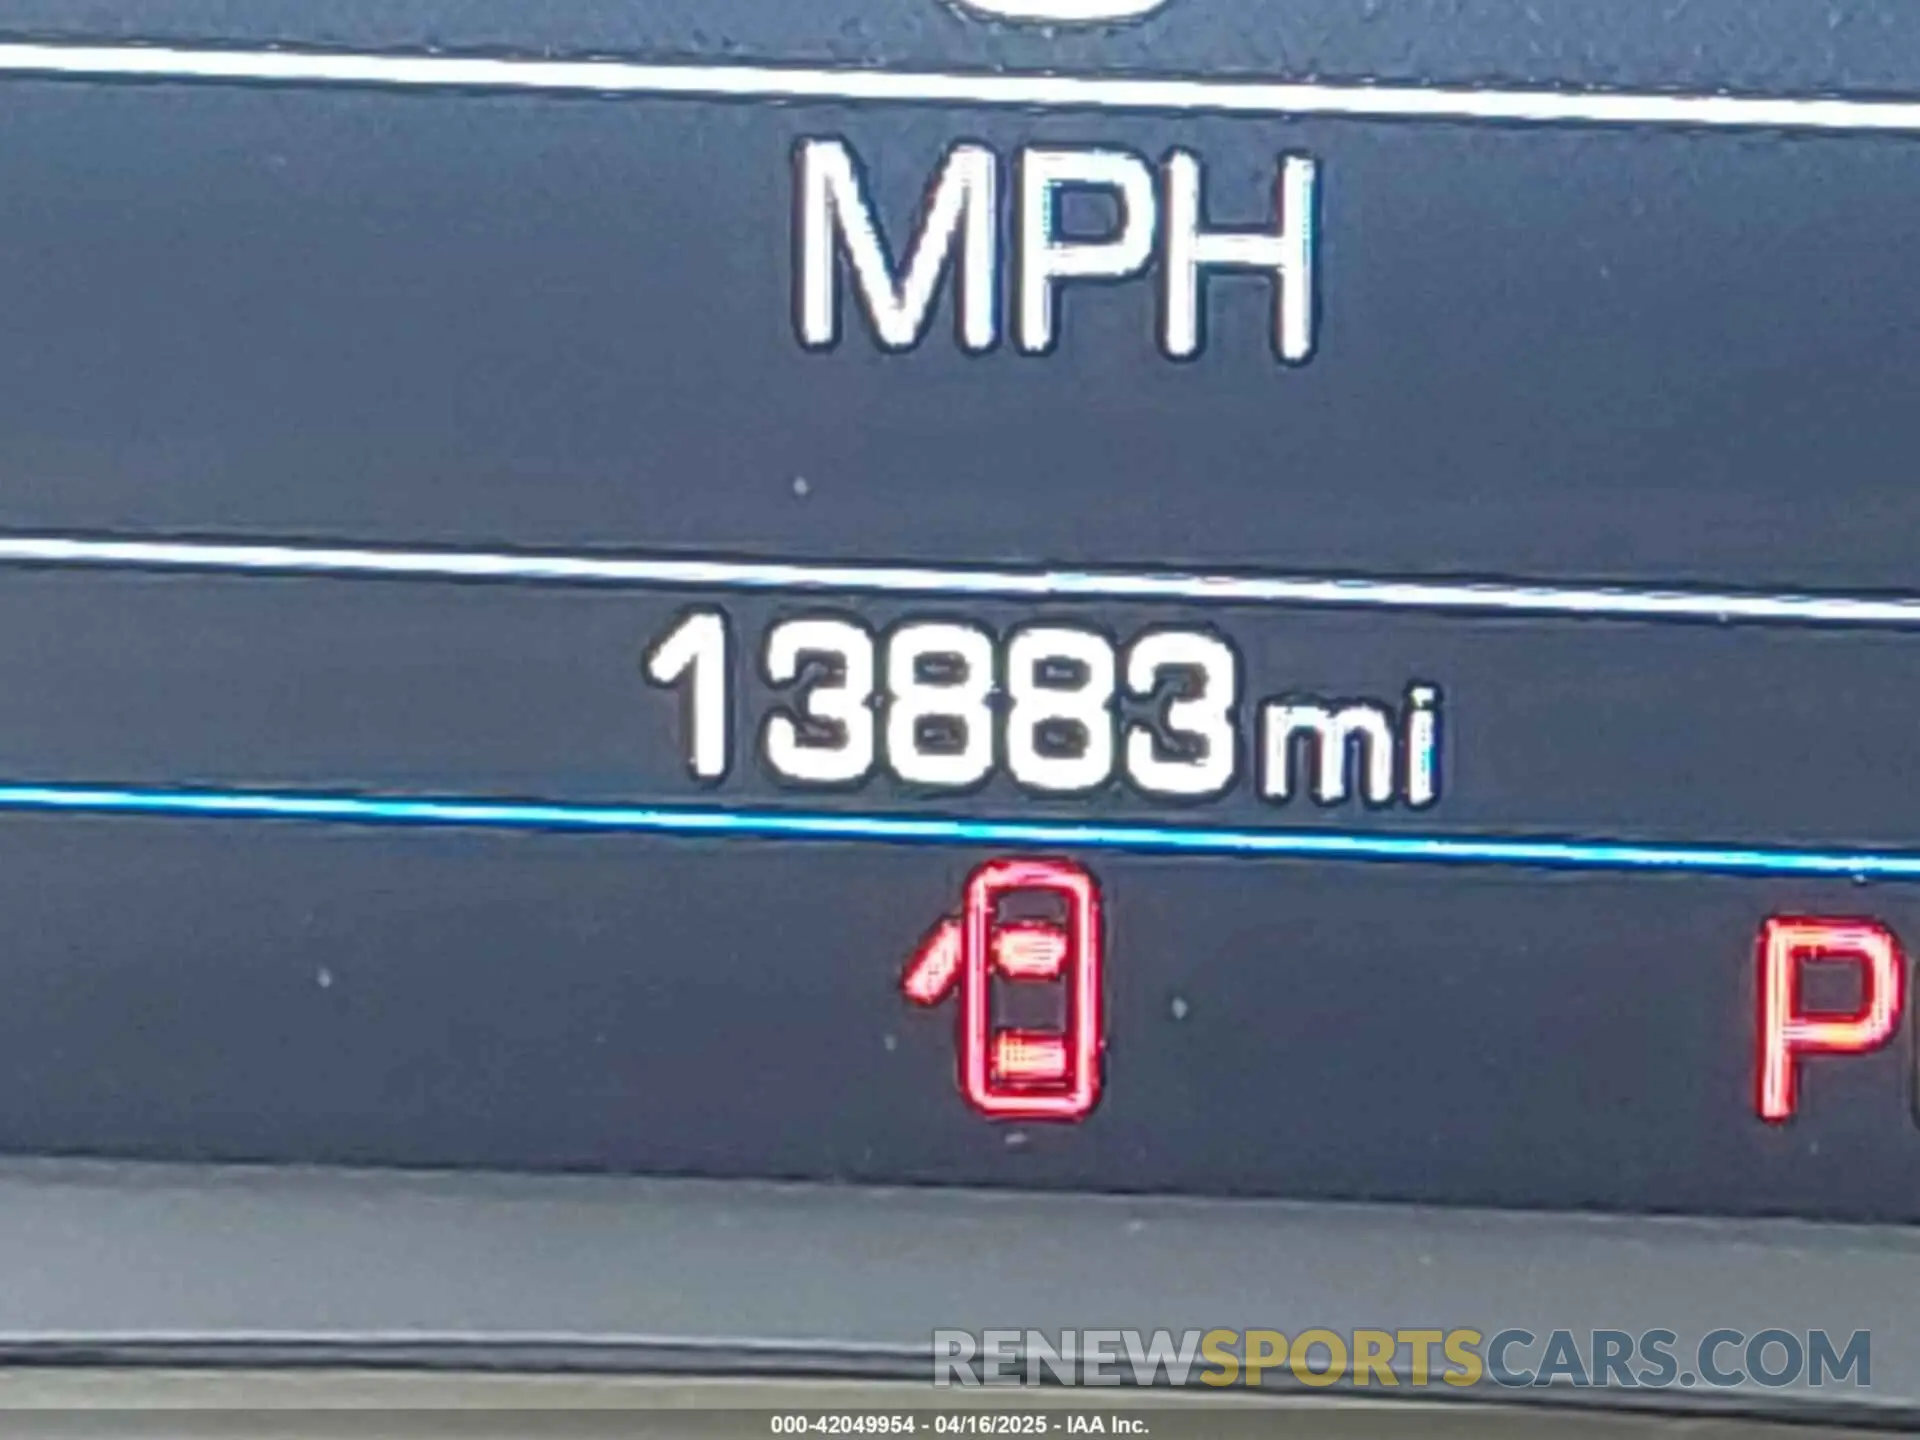 MPH
13883mi
P
RENEWSPORTSCARS.COM
000-42049954 - 04/16/2025 - IAA Inc.